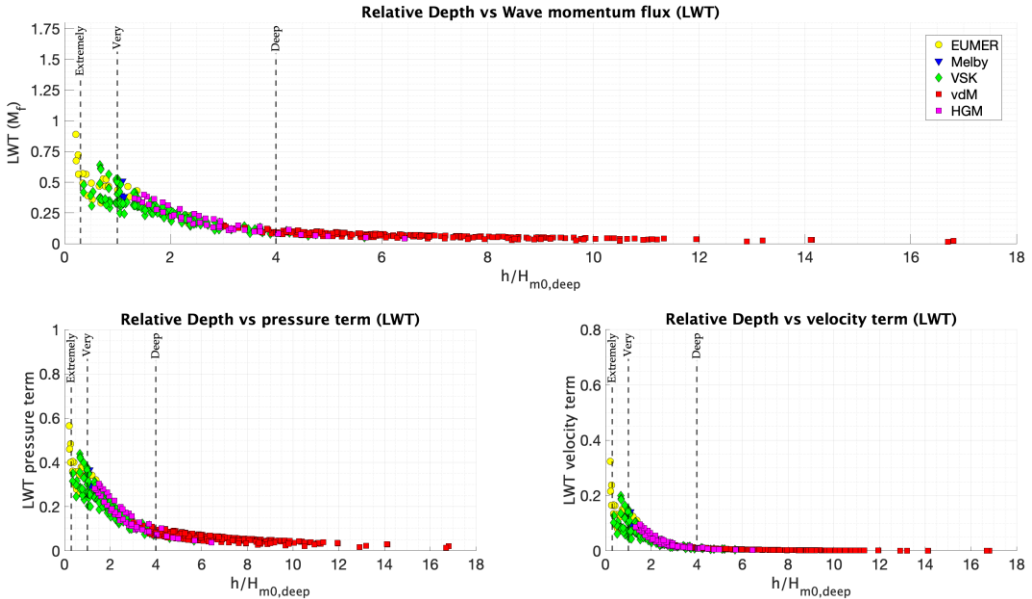 Relative Depth vs Wave momentum flux (LWT)
1.75
1.5
1.25
1
0.75
0.5
0.25
0
LWT (M_f)
Extremely
Very
Deep
EUMER
Melby
VSK
vdM
HGM
0 2 4 6 8 10 12 14 16 18
h/H_m0,deep
Relative Depth vs pressure term (LWT)
1
0.8
0.6
0.4
0.2
0
LWT pressure term
Extremely
Very
Deep
0 2 4 6 8 10 12 14 16 18
h/H_m0,deep
Relative Depth vs velocity term (LWT)
0.8
0.6
0.4
0.2
0
LWT velocity term
Extremely
Very
Deep
0 2 4 6 8 10 12 14 16 18
h/H_m0,deep